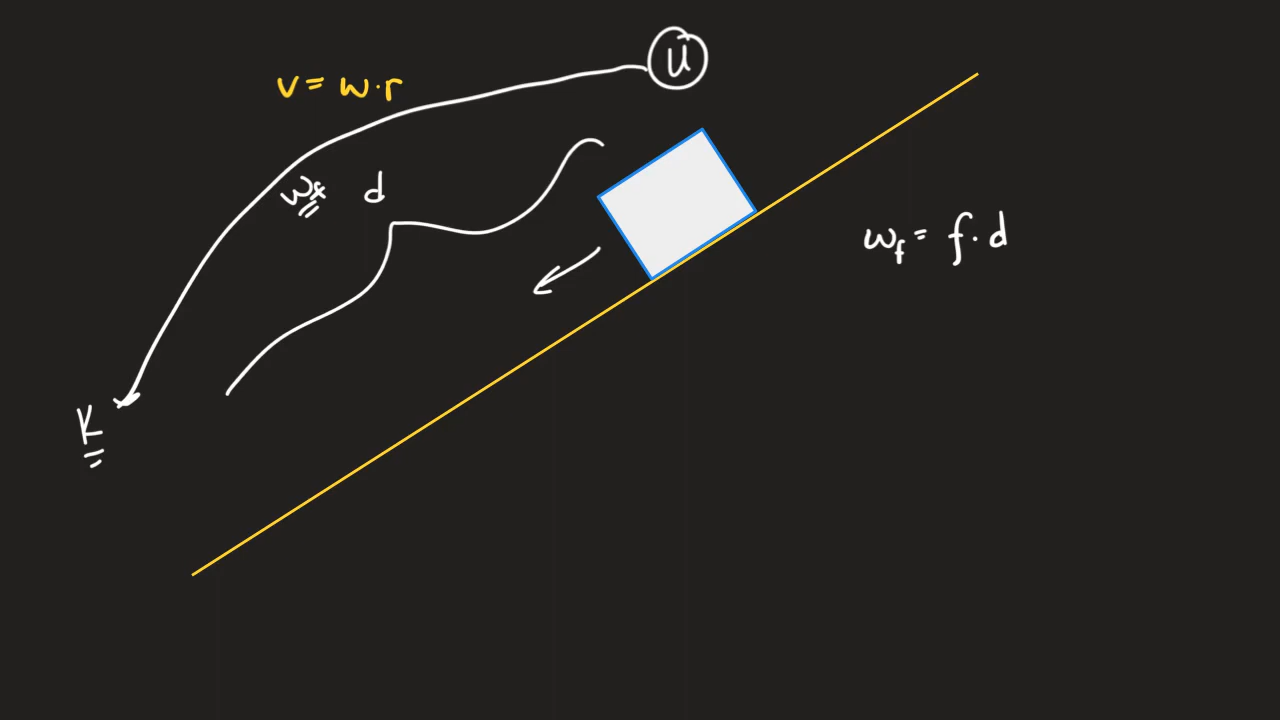 U
v = w·r
w_f d
w_f = f·d
K